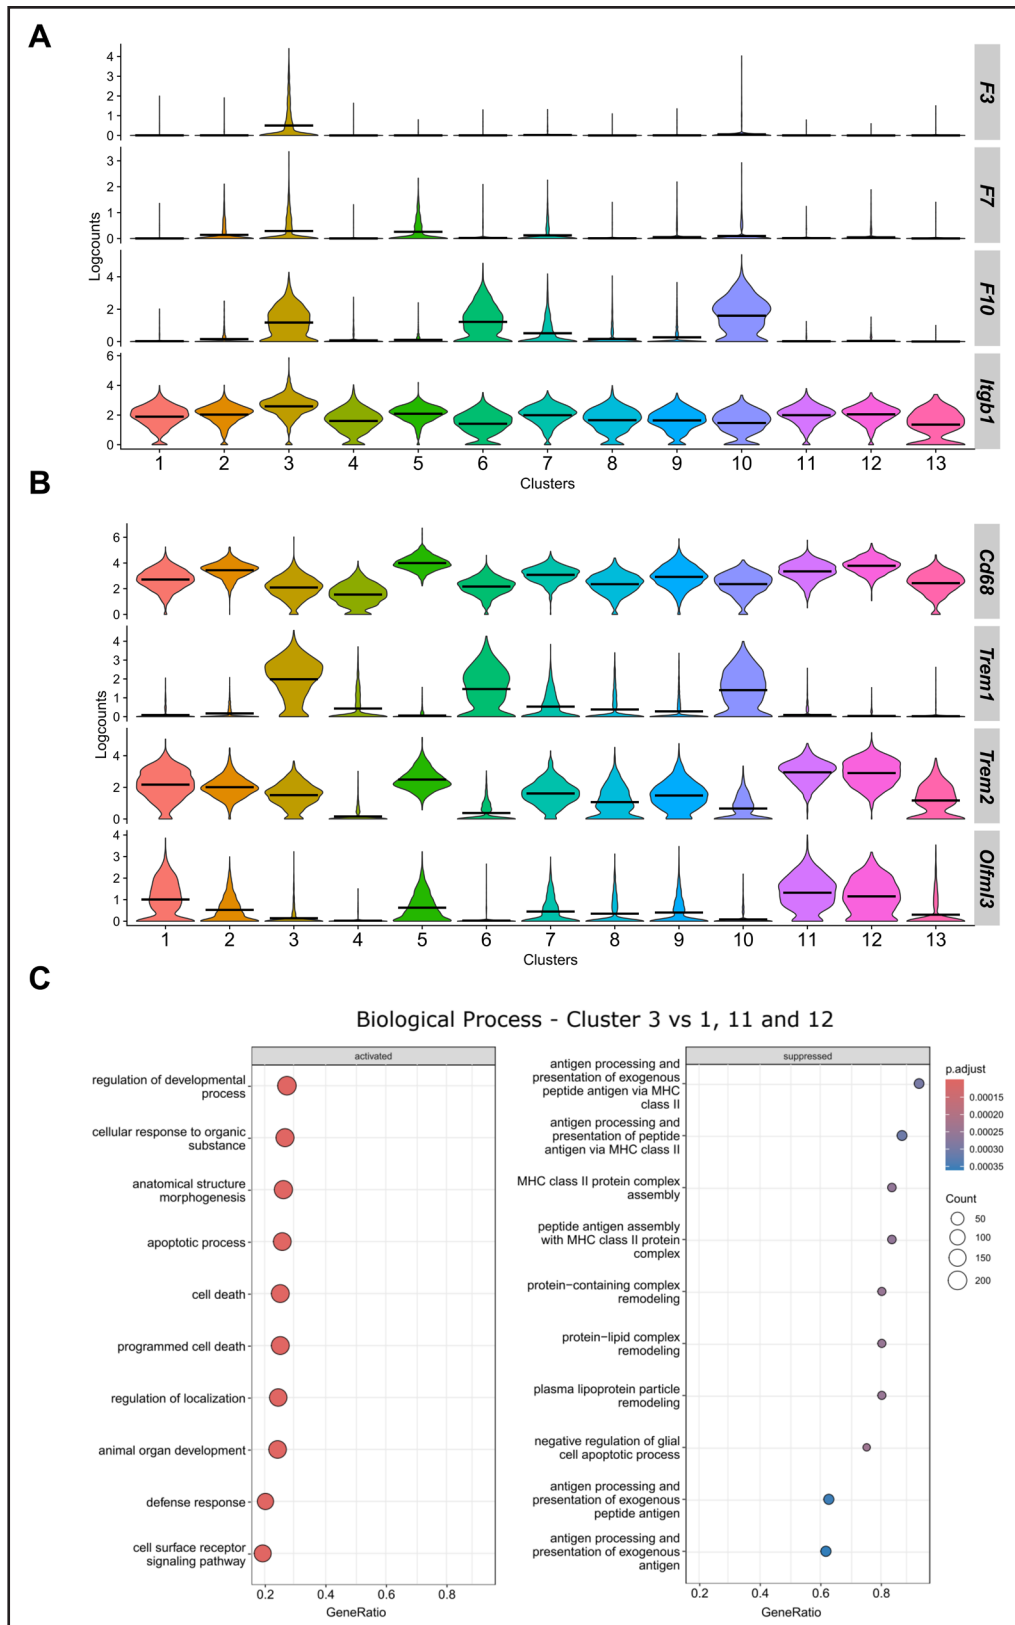 A
4
3
2
1
0
F3
3
2
1
0
F7
Logcounts
4
2
0
F10
6
4
2
0
Itgb1
1 2 3 4 5 6 7 8 9 10 11 12 13
Clusters
B
6
4
2
0
Cd68
4
3
2
1
0
Trem1
Logcounts
4
2
0
Trem2
4
3
2
1
0
Olfml3
1 2 3 4 5 6 7 8 9 10 11 12 13
Clusters
C
Biological Process - Cluster 3 vs 1, 11 and 12
activated
regulation of developmental
process
cellular response to organic
substance
anatomical structure
morphogenesis
apoptotic process
cell death
programmed cell death
regulation of localization
animal organ development
defense response
cell surface receptor
signaling pathway
0.2 0.4 0.6 0.8
GeneRatio
suppressed
antigen processing and
presentation of exogenous
peptide antigen via MHC
class II
antigen processing and
presentation of peptide
antigen via MHC class II
MHC class II protein complex
assembly
peptide antigen assembly
with MHC class II protein
complex
protein−containing complex
remodeling
protein−lipid complex
remodeling
plasma lipoprotein particle
remodeling
negative regulation of glial
cell apoptotic process
antigen processing and
presentation of exogenous
peptide antigen
antigen processing and
presentation of exogenous
antigen
0.2 0.4 0.6 0.8
GeneRatio
p.adjust
0.00015
0.00020
0.00025
0.00030
0.00035
Count
50
100
150
200